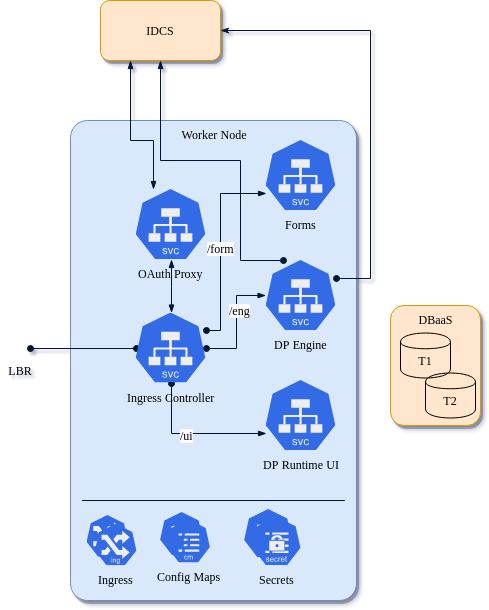 IDCS
Worker Node
svc
Forms
svc
OAuth Proxy
/form
svc
DP Engine
/eng
svc
Ingress Controller
LBR
svc
DP Runtime UI
/ui
DBaaS
T1
T2
ing
Ingress
cm
Config Maps
secret
Secrets